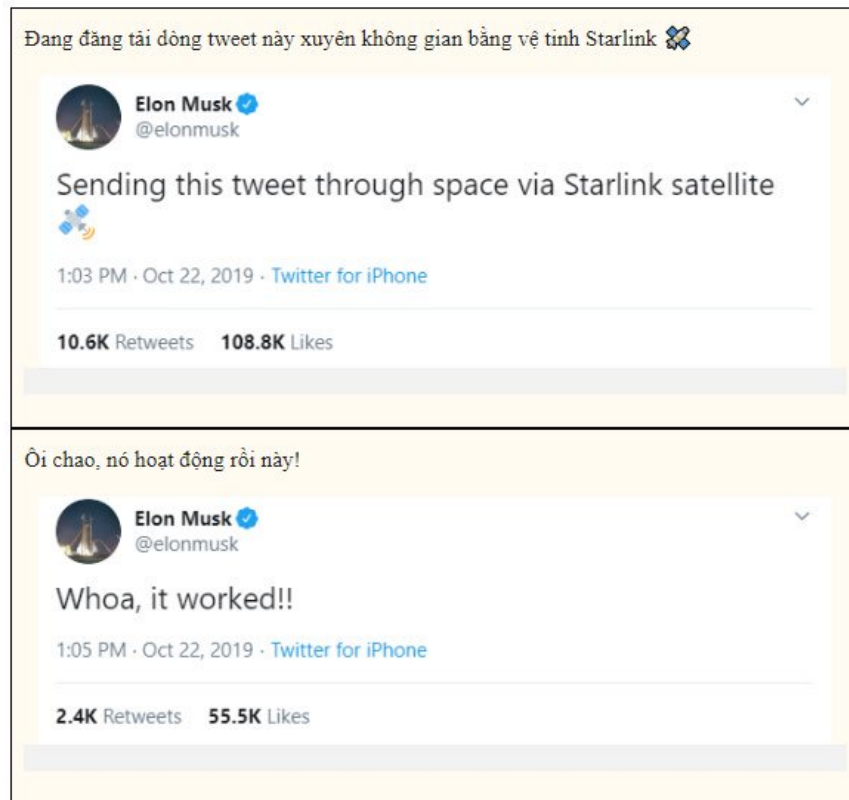 Đang đăng tải dòng tweet này xuyên không gian bằng vệ tinh Starlink 🛰
Elon Musk
@elonmusk
Sending this tweet through space via Starlink satellite
🛰
1:03 PM · Oct 22, 2019 · Twitter for iPhone
10.6K Retweets 108.8K Likes
Ôi chao, nó hoạt động rồi này!
Elon Musk
@elonmusk
Whoa, it worked!!
1:05 PM · Oct 22, 2019 · Twitter for iPhone
2.4K Retweets 55.5K Likes